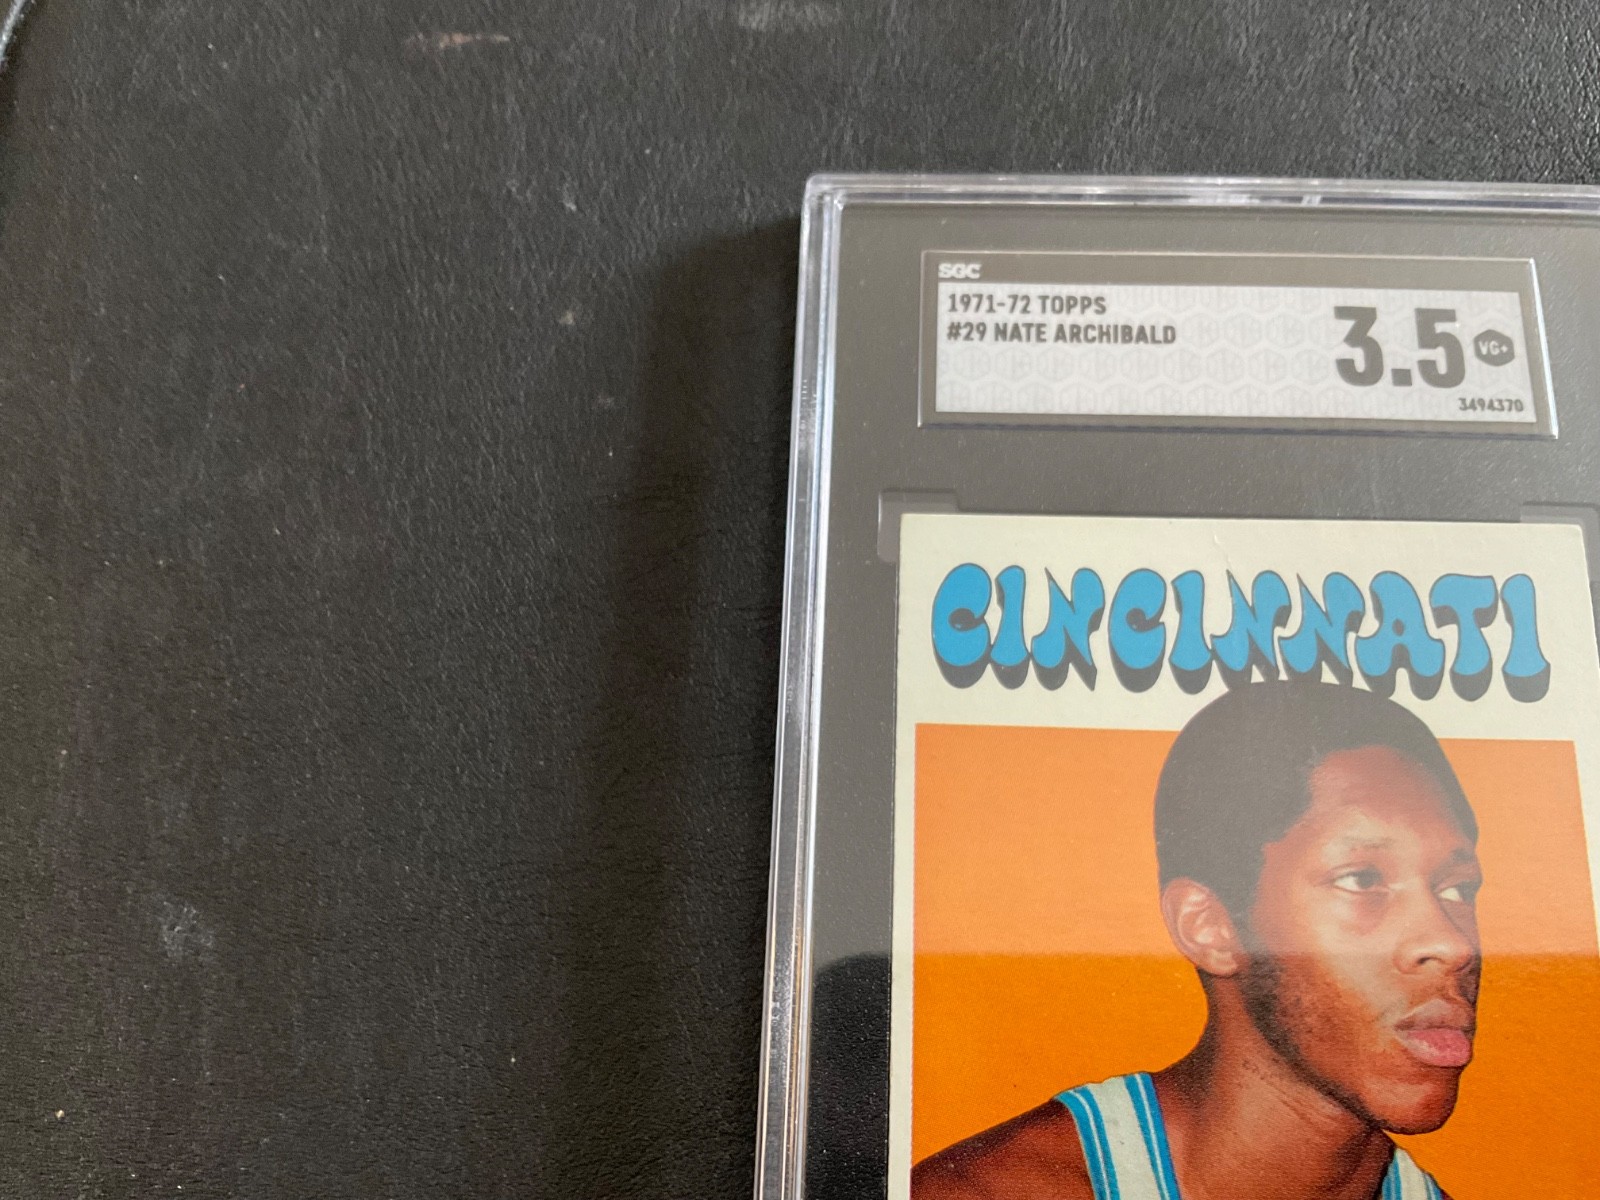 SGC
1971-72 TOPPS
#29 NATE ARCHIBALD
3.5 VG+
3494370
CINCINNATI